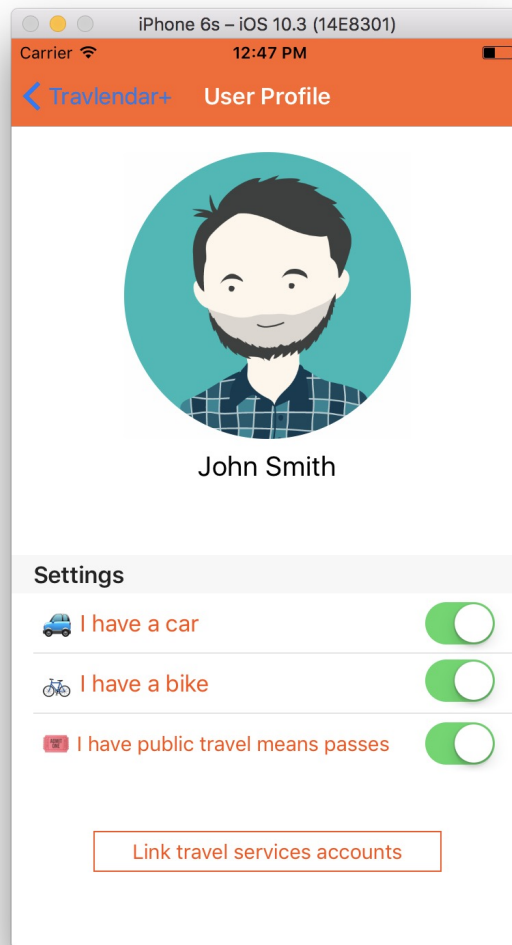 iPhone 6s – iOS 10.3 (14E8301)
Carrier 12:47 PM
Travlendar+ User Profile
John Smith
Settings
I have a car
I have a bike
I have public travel means passes
Link travel services accounts